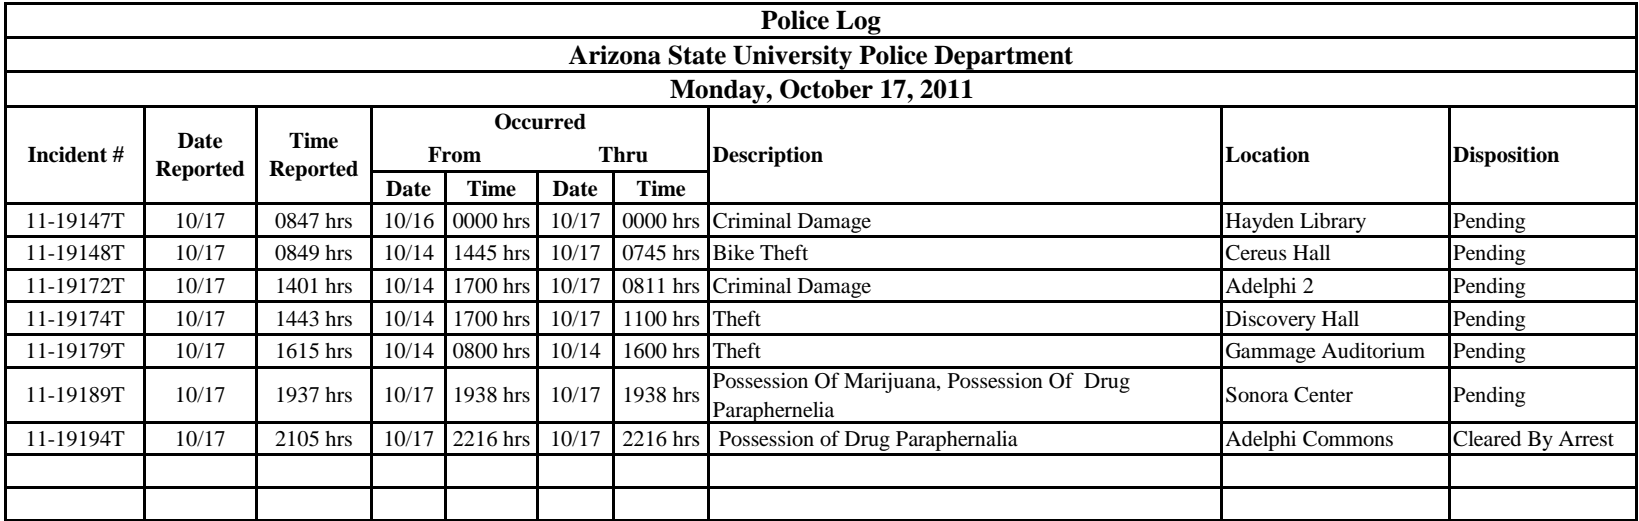 Police Log
Arizona State University Police Department
Monday, October 17, 2011
Incident # Date Reported Time Reported Occurred From Thru Description Location Disposition
Date Time Date Time
11-19147T 10/17 0847 hrs 10/16 0000 hrs 10/17 0000 hrs Criminal Damage Hayden Library Pending
11-19148T 10/17 0849 hrs 10/14 1445 hrs 10/17 0745 hrs Bike Theft Cereus Hall Pending
11-19172T 10/17 1401 hrs 10/14 1700 hrs 10/17 0811 hrs Criminal Damage Adelphi 2 Pending
11-19174T 10/17 1443 hrs 10/14 1700 hrs 10/17 1100 hrs Theft Discovery Hall Pending
11-19179T 10/17 1615 hrs 10/14 0800 hrs 10/14 1600 hrs Theft Gammage Auditorium Pending
11-19189T 10/17 1937 hrs 10/17 1938 hrs 10/17 1938 hrs Possession Of Marijuana, Possession Of Drug Paraphernelia Sonora Center Pending
11-19194T 10/17 2105 hrs 10/17 2216 hrs 10/17 2216 hrs Possession of Drug Paraphernalia Adelphi Commons Cleared By Arrest